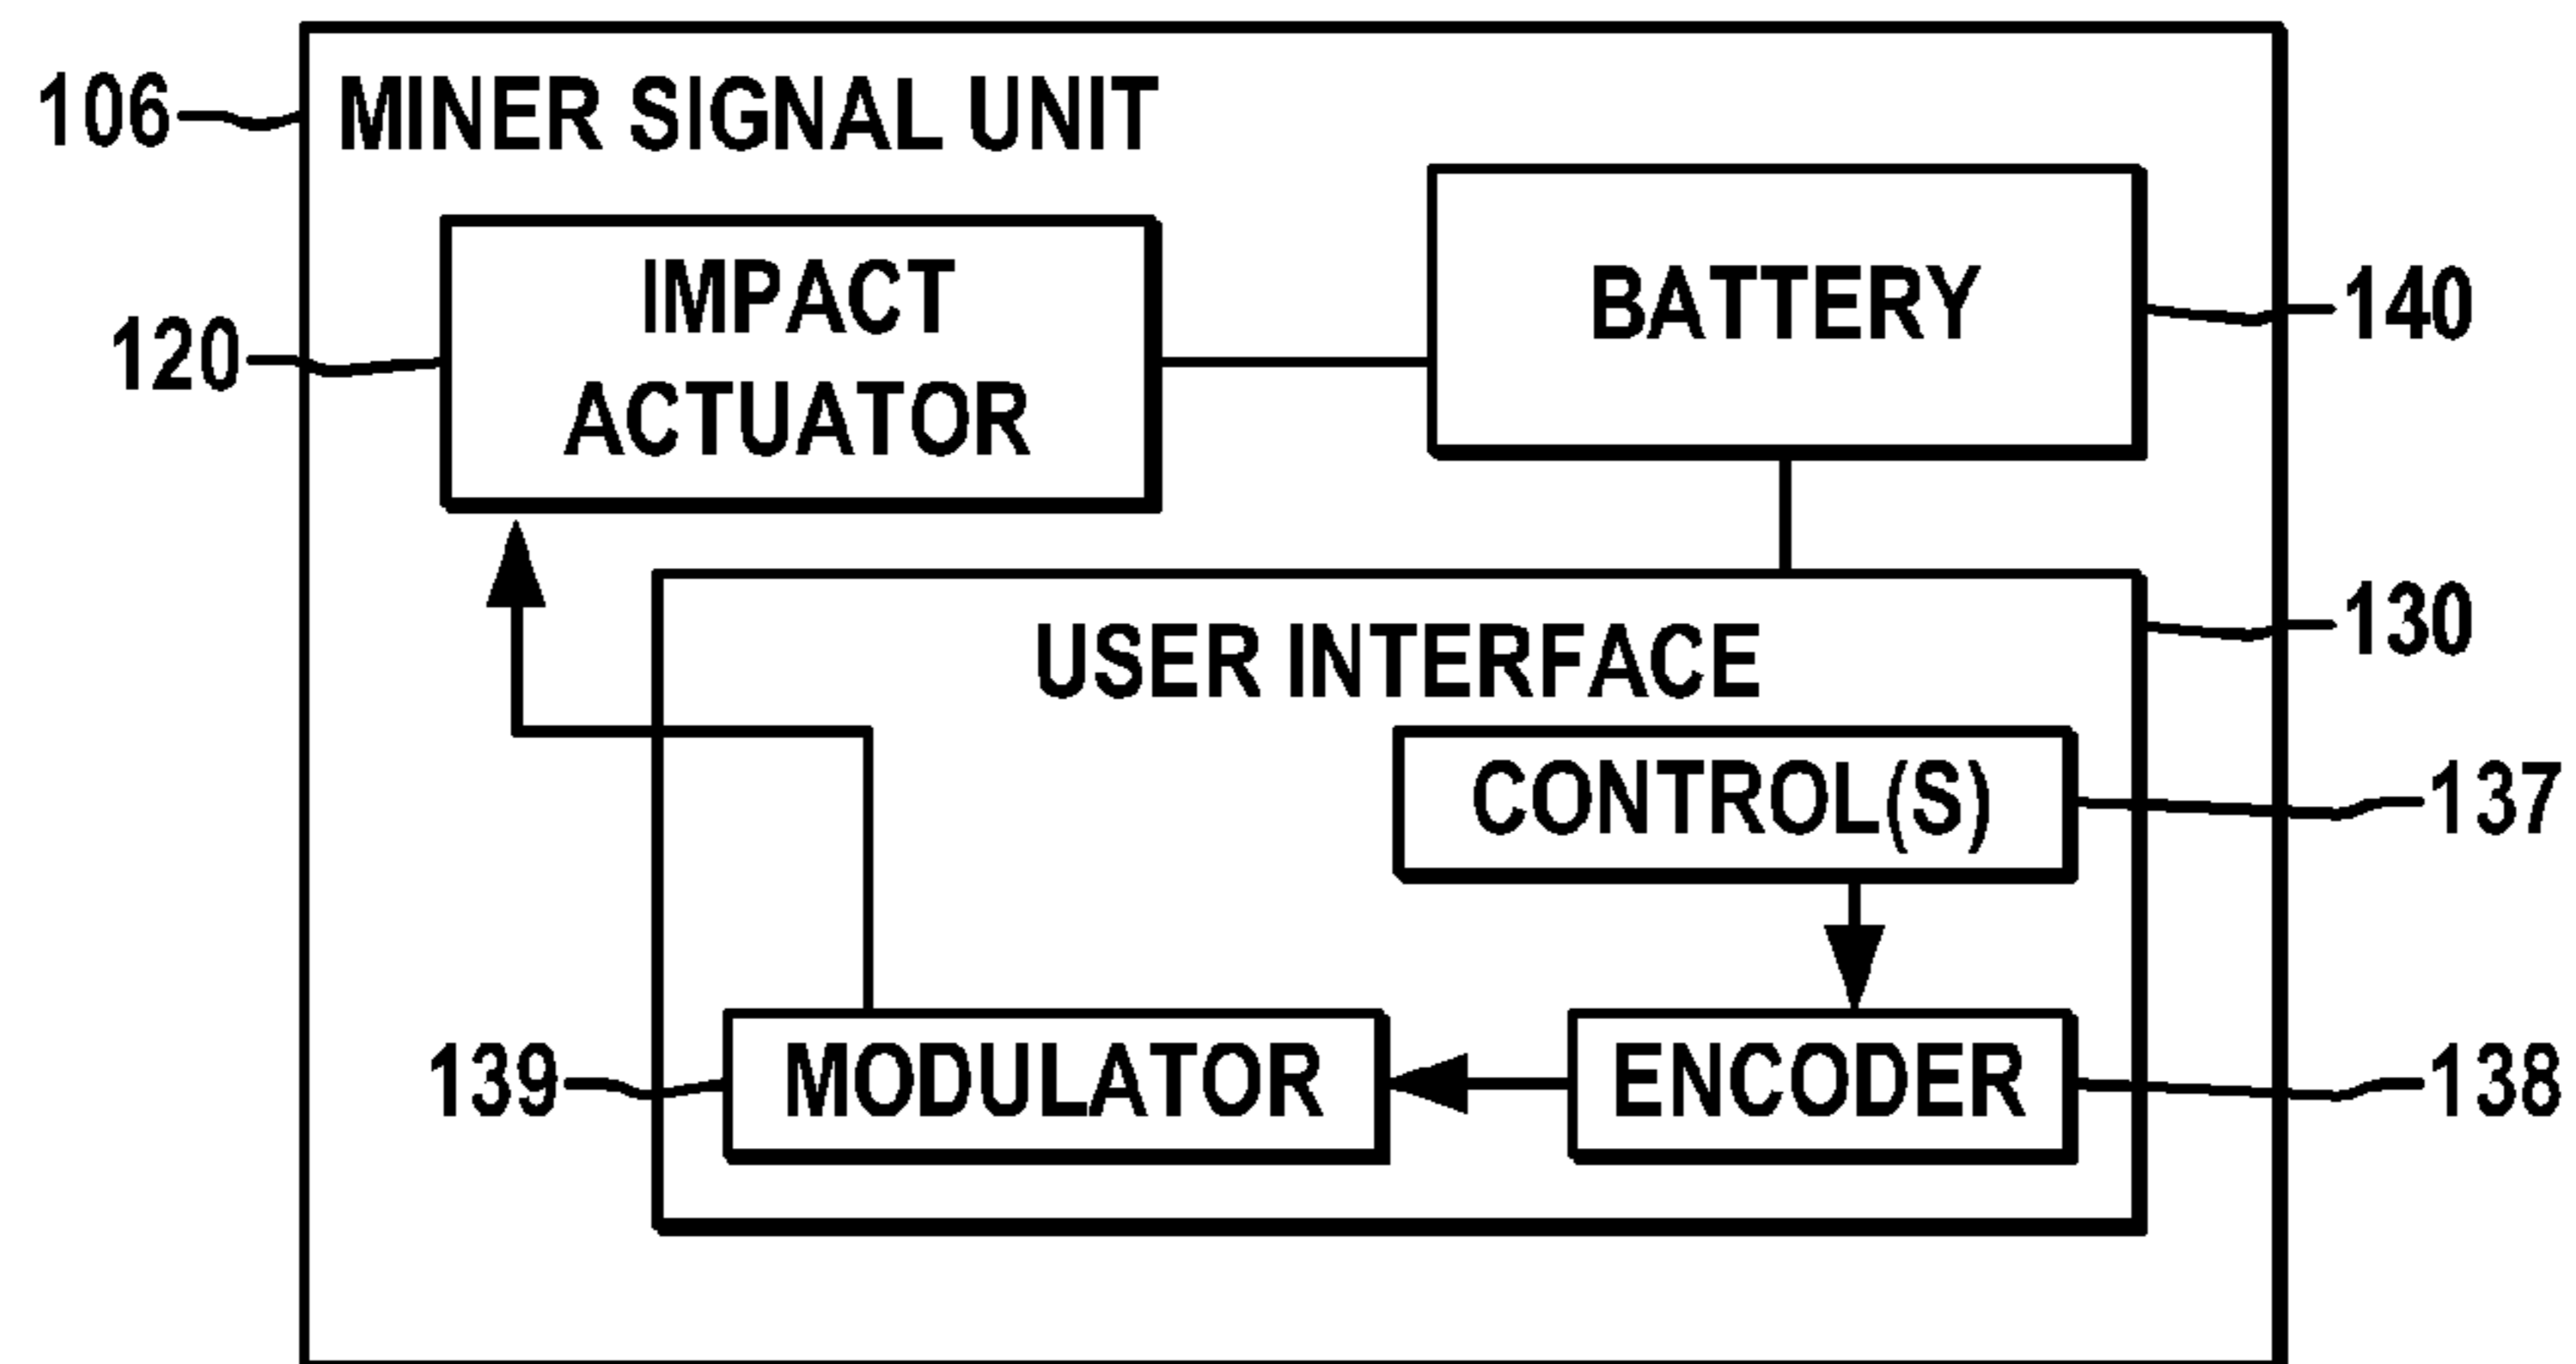 106
MINER SIGNAL UNIT
120
IMPACT
ACTUATOR
BATTERY
140
USER INTERFACE
130
CONTROL(S)
137
139
MODULATOR
ENCODER
138